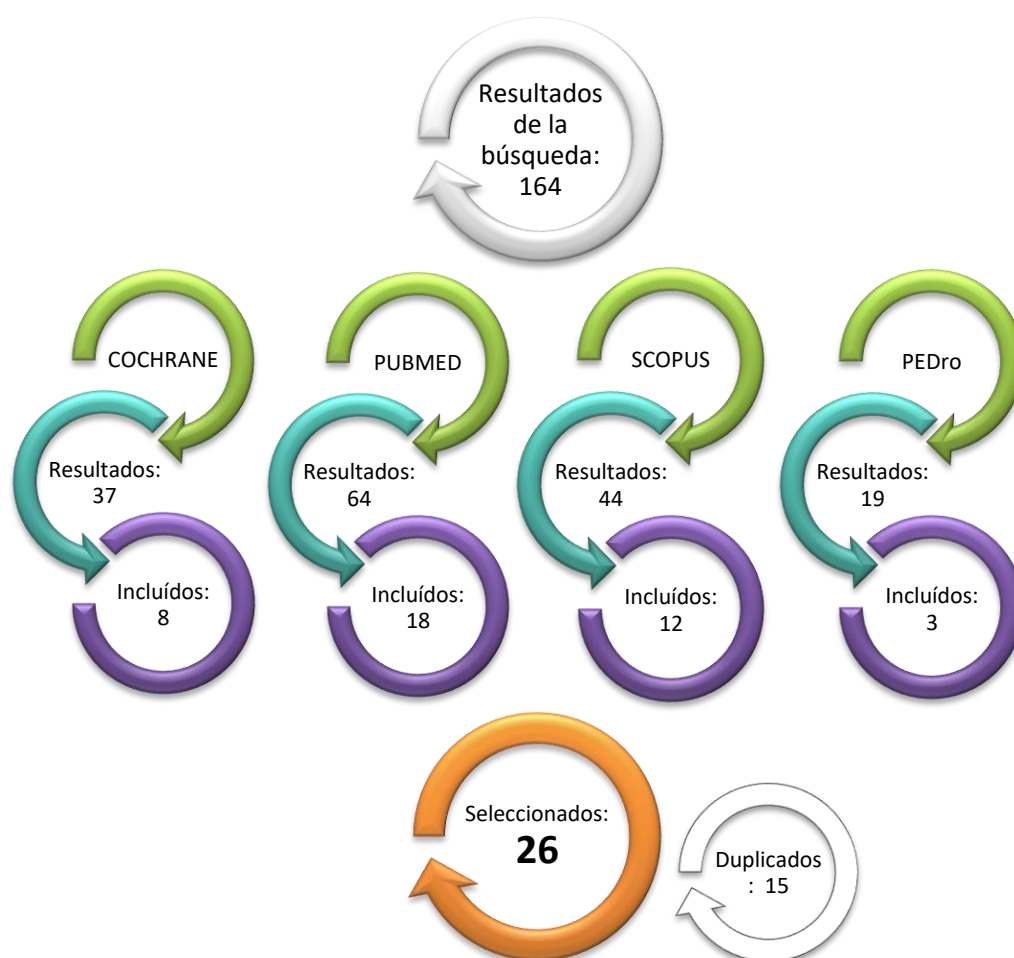 Resultados
de la
búsqueda:
164
COCHRANE
PUBMED
SCOPUS
PEDro
Resultados:
37
Resultados:
64
Resultados:
44
Resultados:
19
Incluídos:
8
Incluídos:
18
Incluídos:
12
Incluídos:
3
Seleccionados:
26
Duplicados
: 15